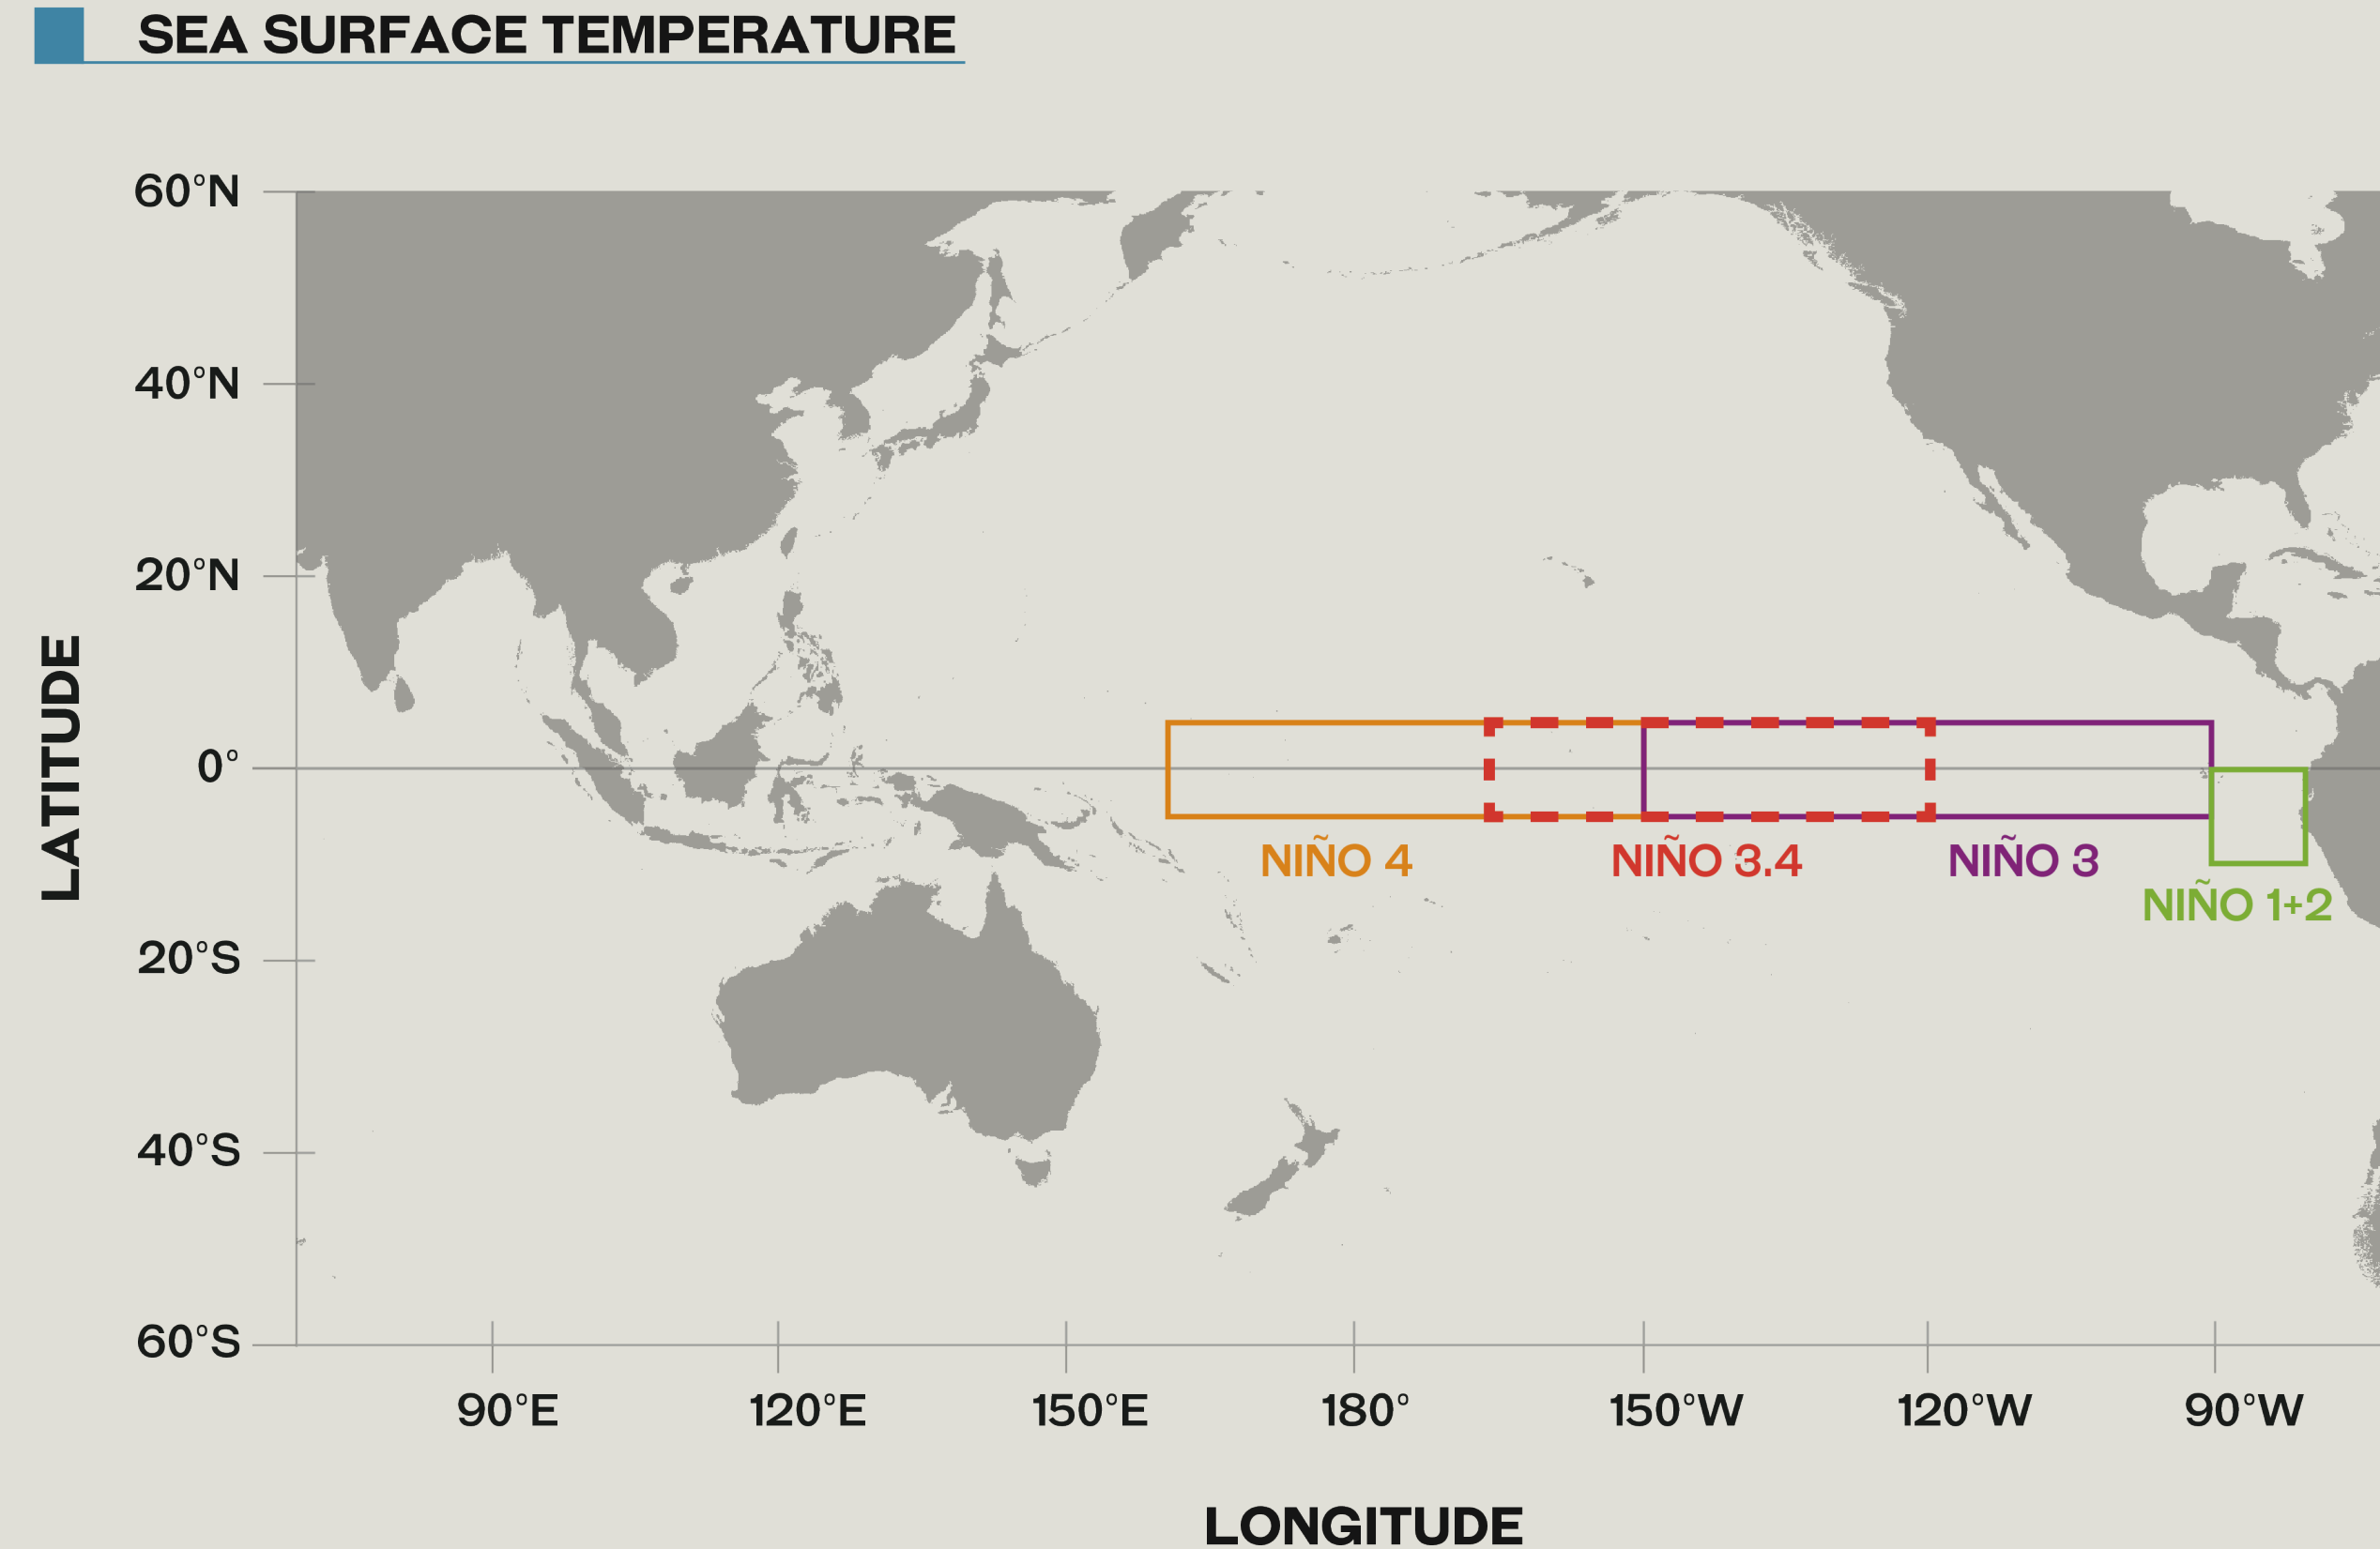 SEA SURFACE TEMPERATURE
60°N
40°N
20°N
0°
20°S
40°S
60°S
LATITUDE
NIÑO 4
NIÑO 3.4
NIÑO 3
NIÑO 1+2
90°E
120°E
150°E
180°
150°W
120°W
90°W
LONGITUDE